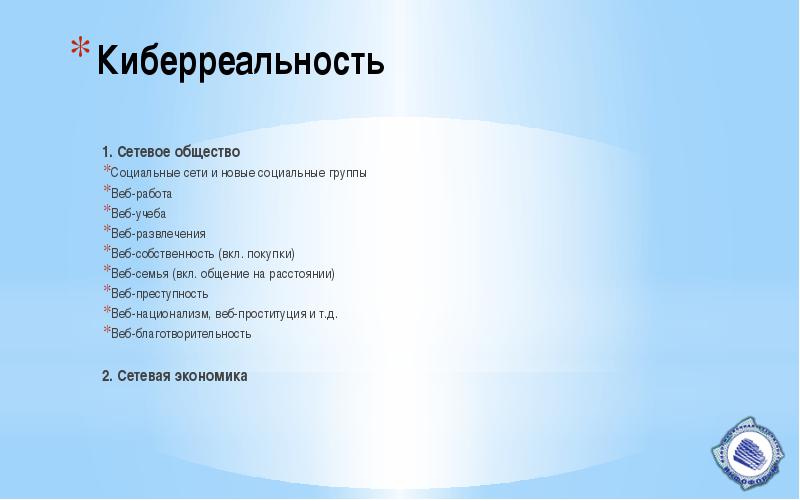 * Киберреальность
1. Сетевое общество
*Социальные сети и новые социальные группы
*Веб-работа
*Веб-учеба
*Веб-развлечения
*Веб-собственность (вкл. покупки)
*Веб-семья (вкл. общение на расстоянии)
*Веб-преступность
*Веб-национализм, веб-проституция и т.д.
*Веб-благотворительность
2. Сетевая экономика